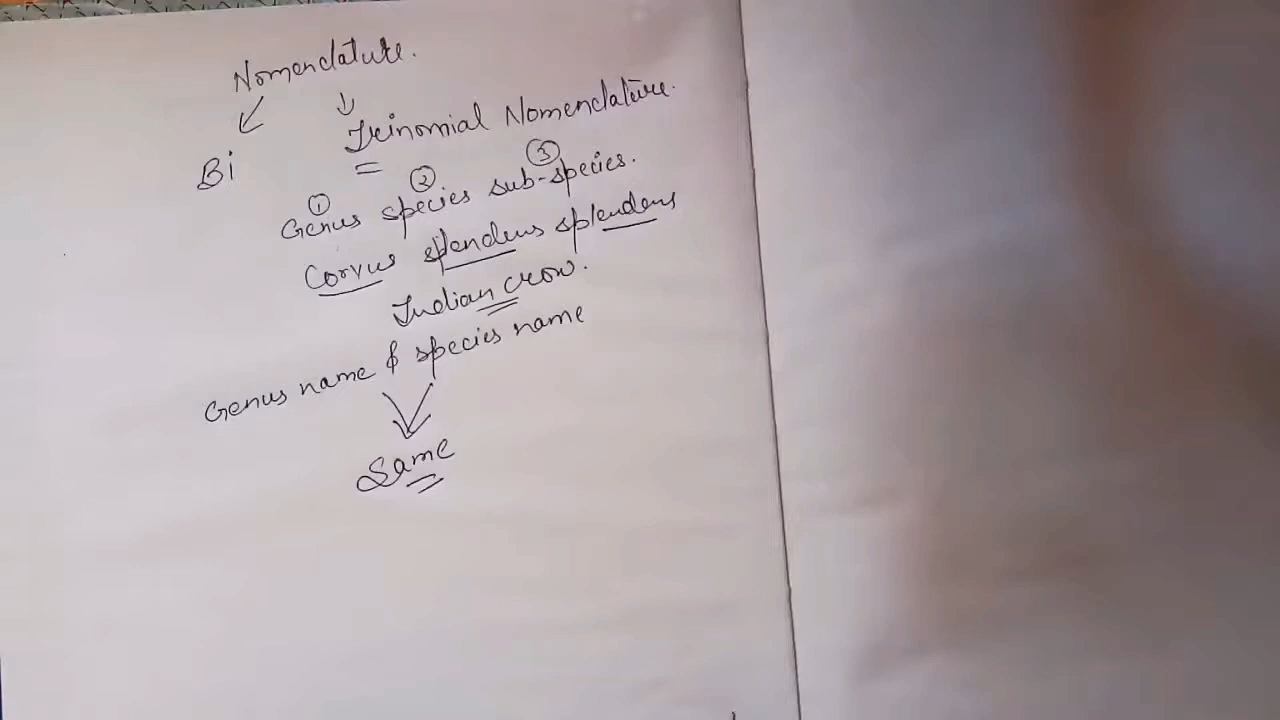 Nomenclature.
Bi
Trinomial Nomenclature.
① ② ③
Genus species sub-species.
Corvus splendens splendens
Indian crow.
Genus name & species name
Same